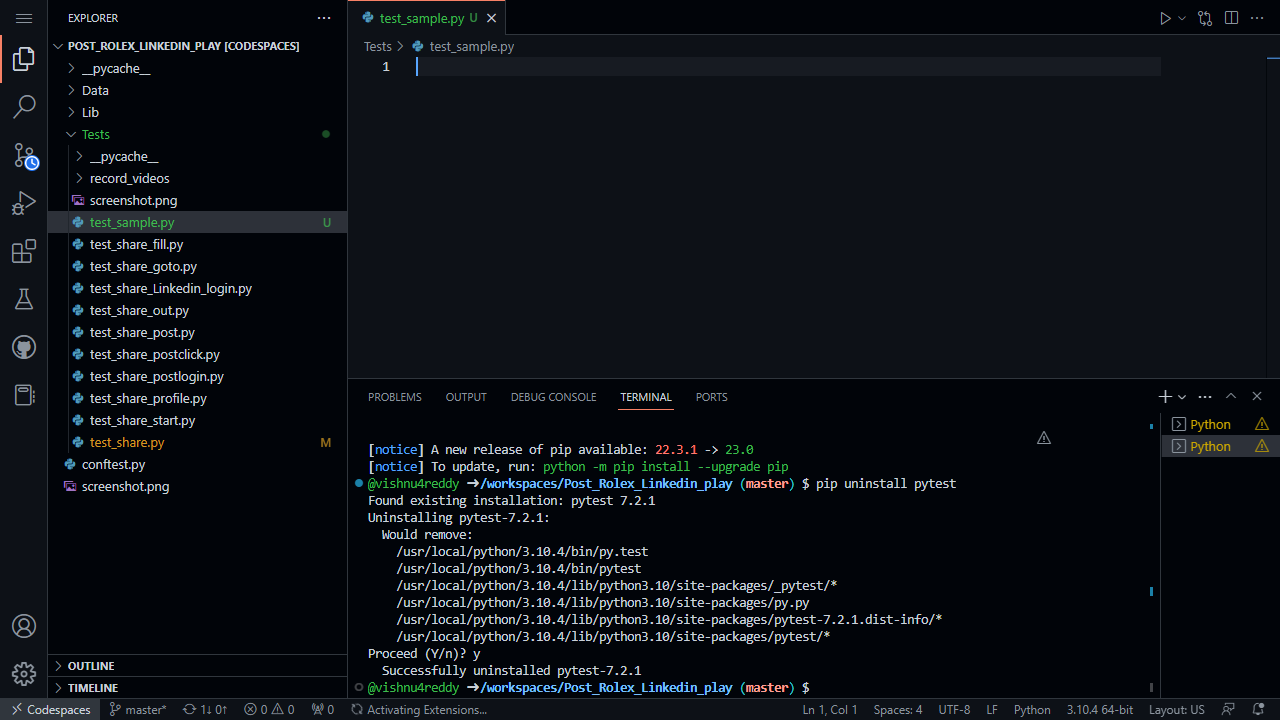 EXPLORER
POST_ROLEX_LINKEDIN_PLAY [CODESPACES]
__pycache__
Data
Lib
Tests
__pycache__
record_videos
screenshot.png
test_sample.py U
test_share_fill.py
test_share_goto.py
test_share_Linkedin_login.py
test_share_out.py
test_share_post.py
test_share_postclick.py
test_share_postlogin.py
test_share_profile.py
test_share_start.py
test_share.py M
conftest.py
screenshot.png
OUTLINE
TIMELINE
test_sample.py U
Tests > test_sample.py
1
PROBLEMS OUTPUT DEBUG CONSOLE TERMINAL PORTS
[notice] A new release of pip available: 22.3.1 -> 23.0
[notice] To update, run: python -m pip install --upgrade pip
@vishnu4reddy ➜/workspaces/Post_Rolex_Linkedin_play (master) $ pip uninstall pytest
Found existing installation: pytest 7.2.1
Uninstalling pytest-7.2.1:
Would remove:
/usr/local/python/3.10.4/bin/py.test
/usr/local/python/3.10.4/bin/pytest
/usr/local/python/3.10.4/lib/python3.10/site-packages/_pytest/*
/usr/local/python/3.10.4/lib/python3.10/site-packages/py.py
/usr/local/python/3.10.4/lib/python3.10/site-packages/pytest-7.2.1.dist-info/*
/usr/local/python/3.10.4/lib/python3.10/site-packages/pytest/*
Proceed (Y/n)? y
Successfully uninstalled pytest-7.2.1
@vishnu4reddy ➜/workspaces/Post_Rolex_Linkedin_play (master) $
Python
Python
Codespaces master* 1↓ 0↑ 0 0 0 Activating Extensions... Ln 1, Col 1 Spaces: 4 UTF-8 LF Python 3.10.4 64-bit Layout: US